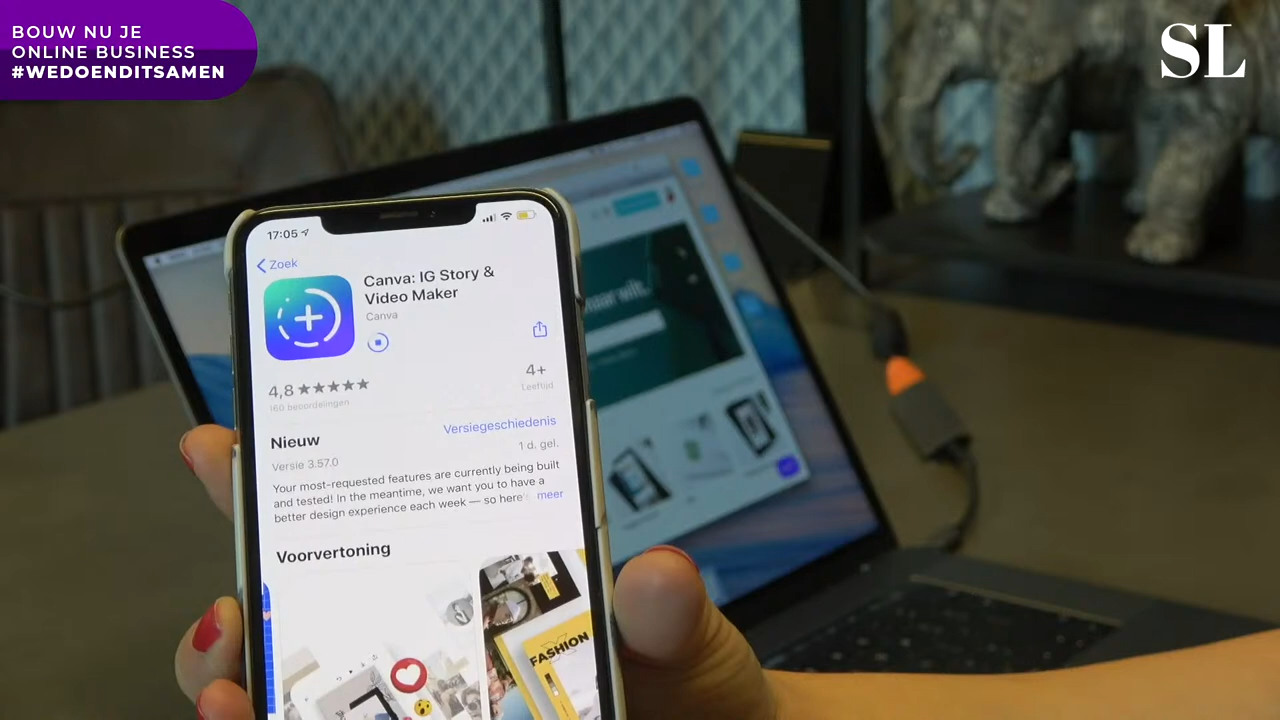 BOUW NU JE
ONLINE BUSINESS
#WEDOENDITSAMEN
SL
17:05
Zoek
Canva: IG Story &
Video Maker
Canva
4,8 ★★★★★
160 beoordelingen
4+
Leeftijd
Nieuw
Versiegeschiedenis
Versie 3.57.0
1 d. gel.
Your most-requested features are currently being built
and tested! In the meantime, we want you to have a
better design experience each week — so here's meer
Voorvertoning
FASHION